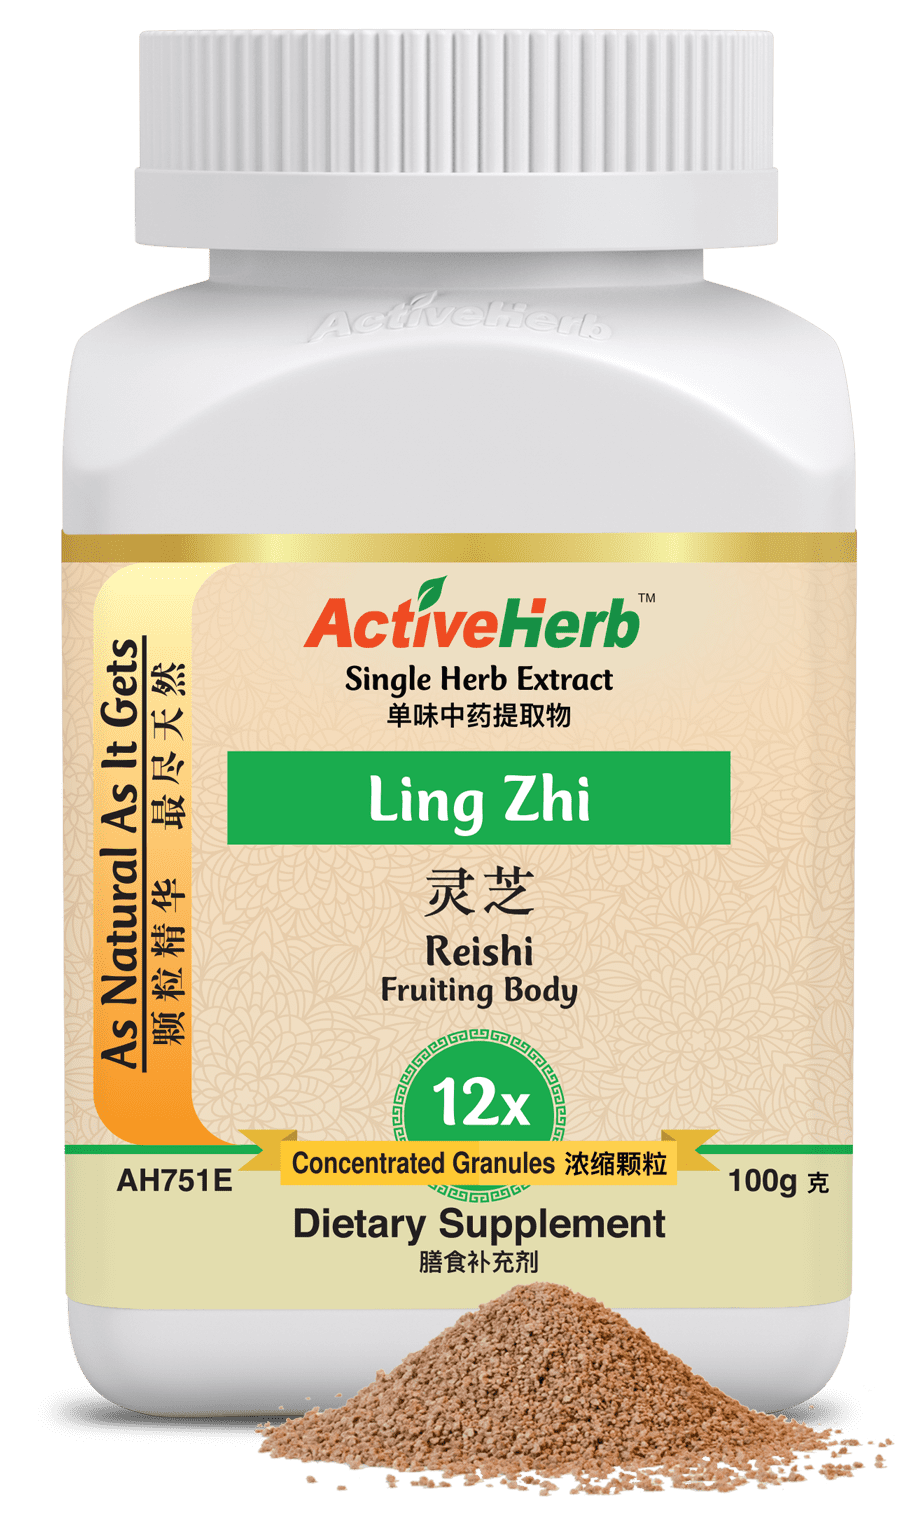 ActiveHerb
ActiveHerb™
Single Herb Extract
单味中药提取物
Ling Zhi
灵芝
Reishi
Fruiting Body
As Natural As It Gets
颗粒精华 最尽天然
12x
Concentrated Granules 浓缩颗粒
AH751E
100g 克
Dietary Supplement
膳食补充剂